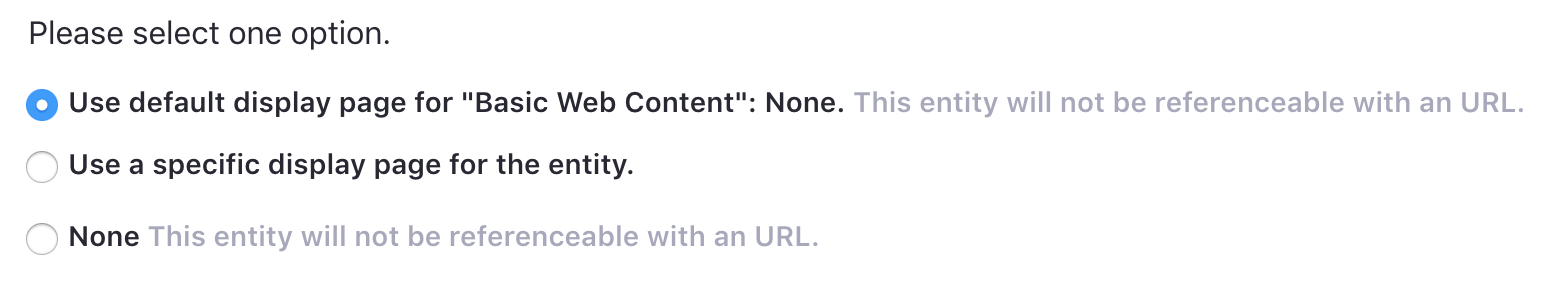 Please select one option.
Use default display page for "Basic Web Content": None. This entity will not be referenceable with an URL.
Use a specific display page for the entity.
None This entity will not be referenceable with an URL.